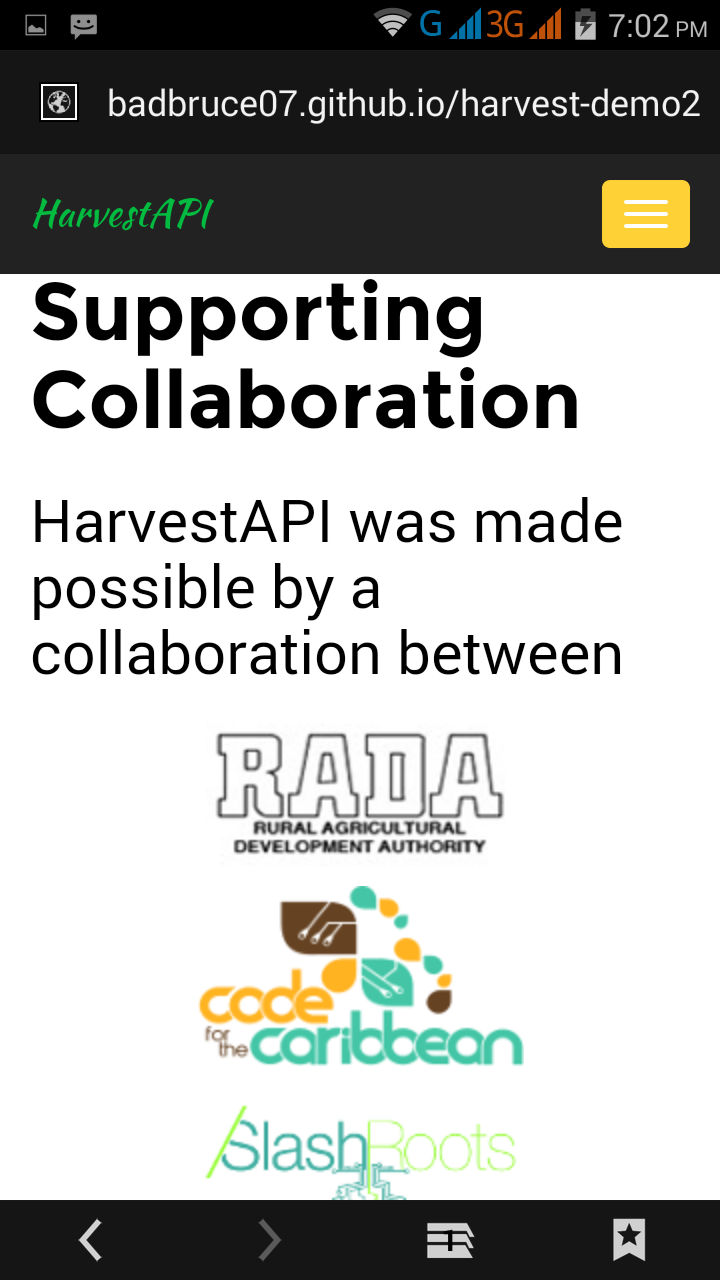 G 3G 7:02 PM
badbruce07.github.io/harvest-demo2
HarvestAPI
Supporting
Collaboration
HarvestAPI was made
possible by a
collaboration between
RADA
RURAL AGRICULTURAL
DEVELOPMENT AUTHORITY
code
for the caribbean
/SlashRoots
1